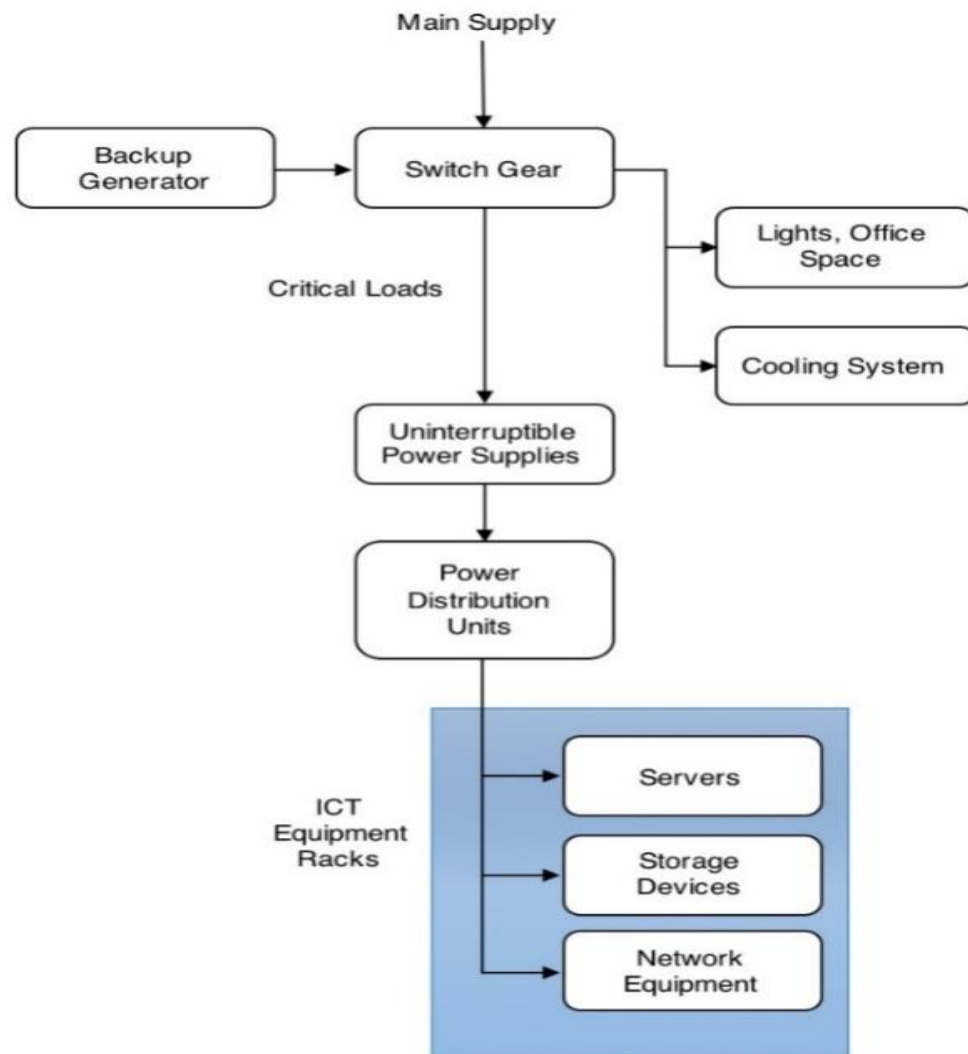 Main Supply
Backup
Generator
Switch Gear
Lights, Office
Space
Critical Loads
Cooling System
Uninterruptible
Power Supplies
Power
Distribution
Units
ICT
Equipment
Racks
Servers
Storage
Devices
Network
Equipment